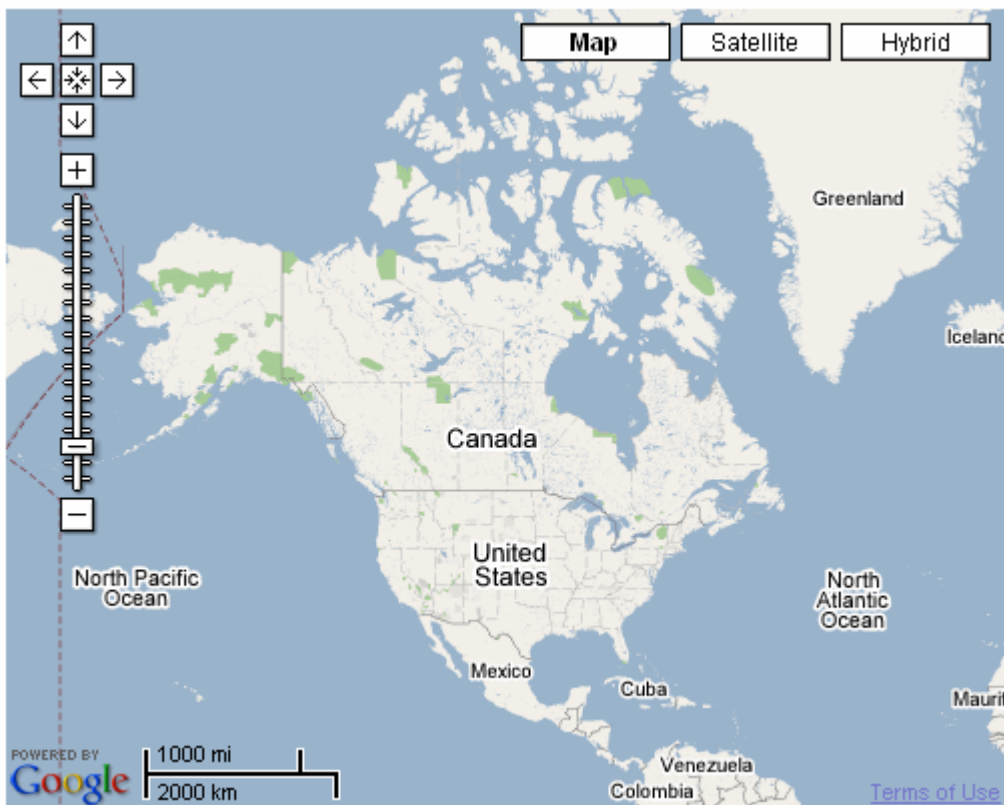 Map
Satellite
Hybrid
Greenland
Iceland
Canada
United
States
North Pacific
Ocean
North
Atlantic
Ocean
Mexico
Cuba
Maurit
Venezuela
Colombia
POWERED BY
Google
1000 mi
2000 km
Terms of Use